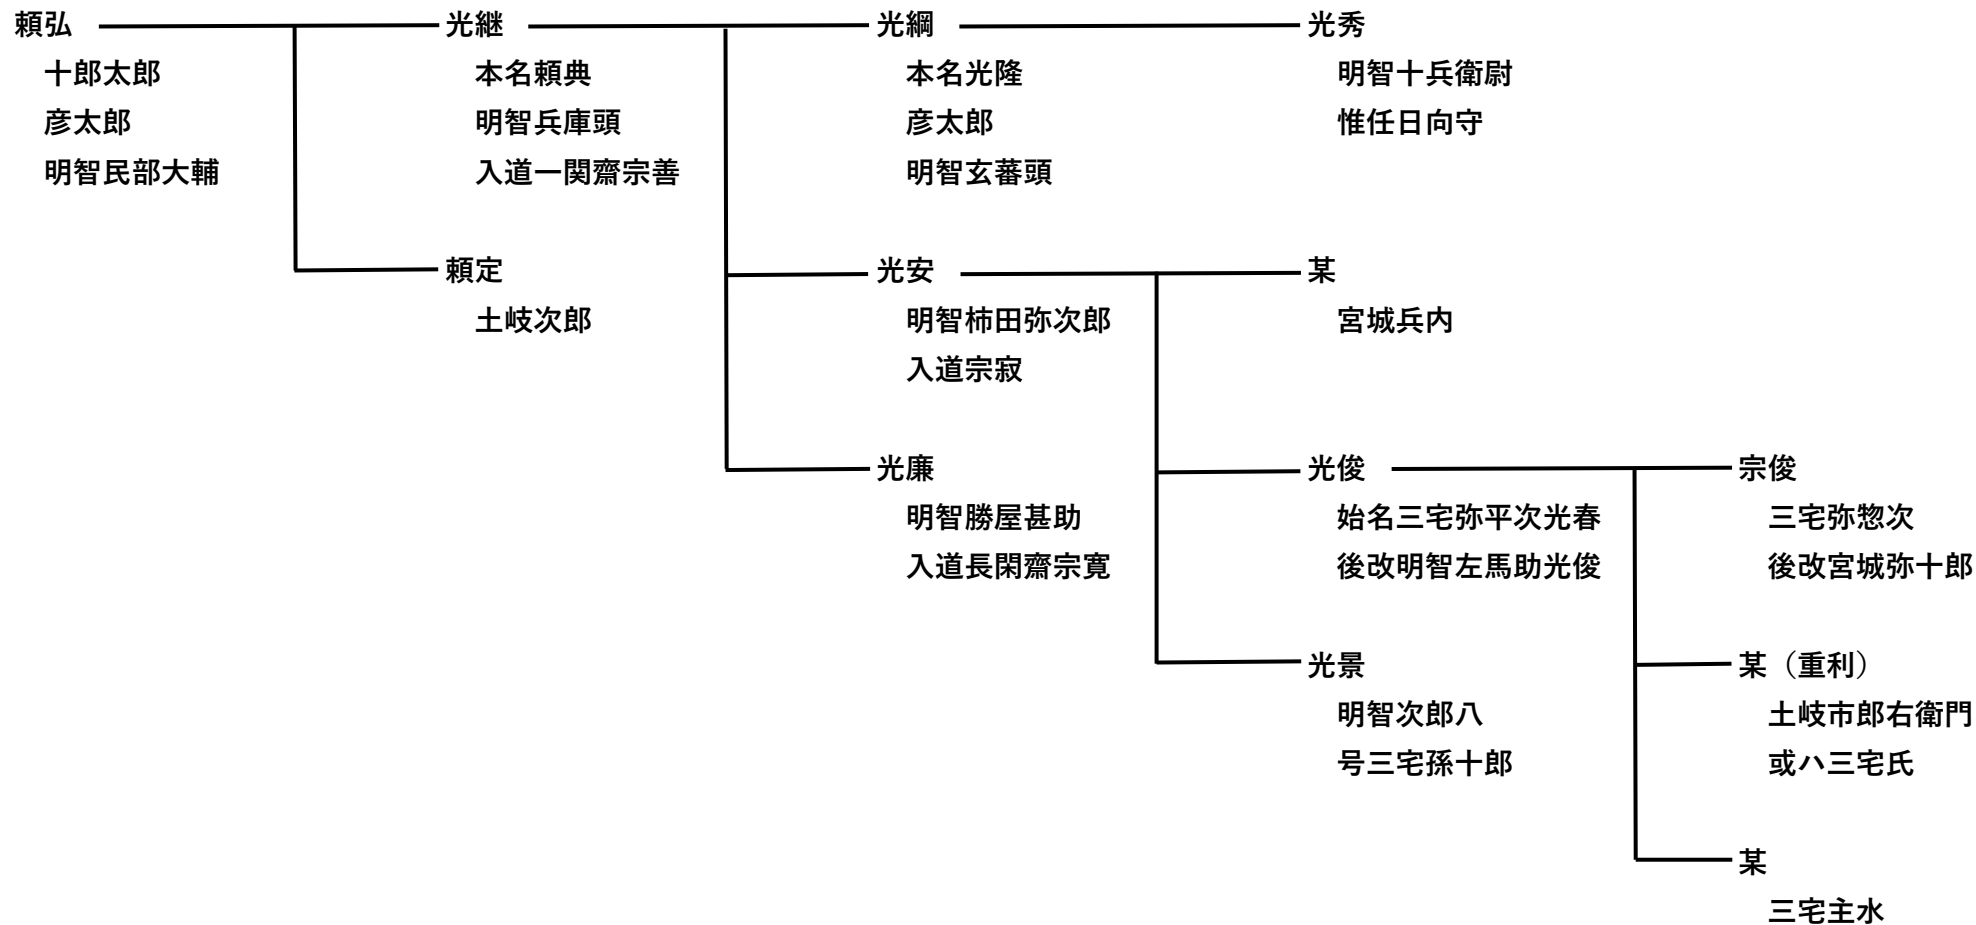 頼弘
十郎太郎
彦太郎
明智民部大輔
光継
本名頼典
明智兵庫頭
入道一関齋宗善
頼定
土岐次郎
光綱
本名光隆
彦太郎
明智玄蕃頭
光安
明智柿田弥次郎
入道宗寂
光廉
明智勝屋甚助
入道長閑齋宗寛
光秀
明智十兵衛尉
惟任日向守
某
宮城兵内
光俊
始名三宅弥平次光春
後改明智左馬助光俊
光景
明智次郎八
号三宅孫十郎
宗俊
三宅弥惣次
後改宮城弥十郎
某（重利）
土岐市郎右衛門
或ハ三宅氏
某
三宅主水